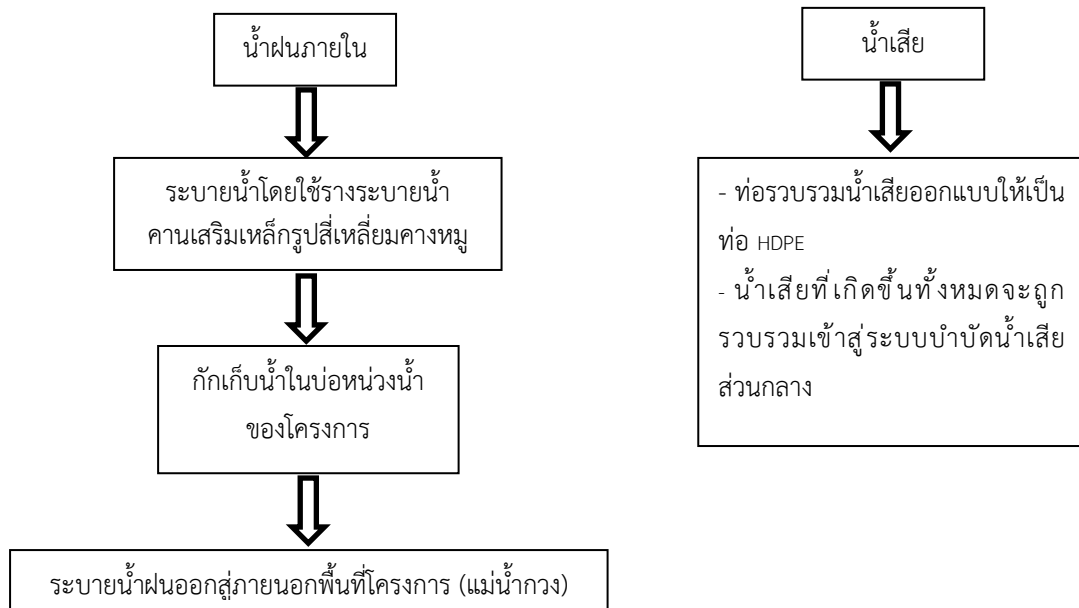 น้ำฝนภายใน
ระบายน้ำโดยใช้รางระบายน้ำ
คานเสริมเหล็กรูปสี่เหลี่ยมคางหมู
กักเก็บน้ำในบ่อหน่วงน้ำ
ของโครงการ
ระบายน้ำฝนออกสู่ภายนอกพื้นที่โครงการ (แม่น้ำกวง)
น้ำเสีย
- ท่อรวบรวมน้ำเสียออกแบบให้เป็น
ท่อ HDPE
- น้ำเสียที่เกิดขึ้นทั้งหมดจะถูก
รวบรวมเข้าสู่ระบบบำบัดน้ำเสีย
ส่วนกลาง